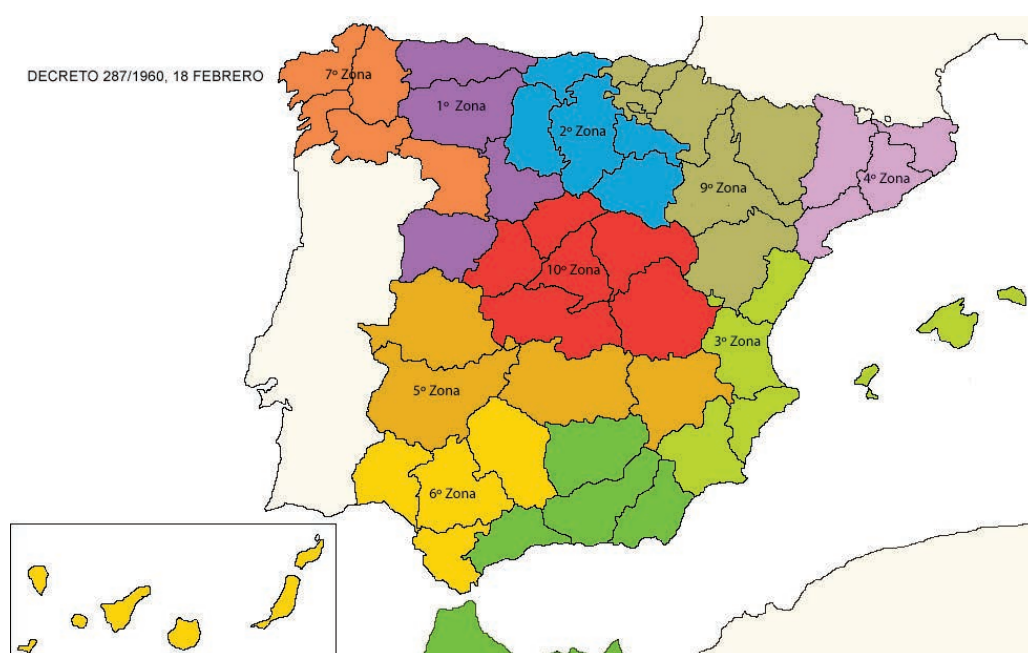 DECRETO 287/1960, 18 FEBRERO
7º Zona
1º Zona
2º Zona
9º Zona
4º Zona
10º Zona
3º Zona
5º Zona
6º Zona